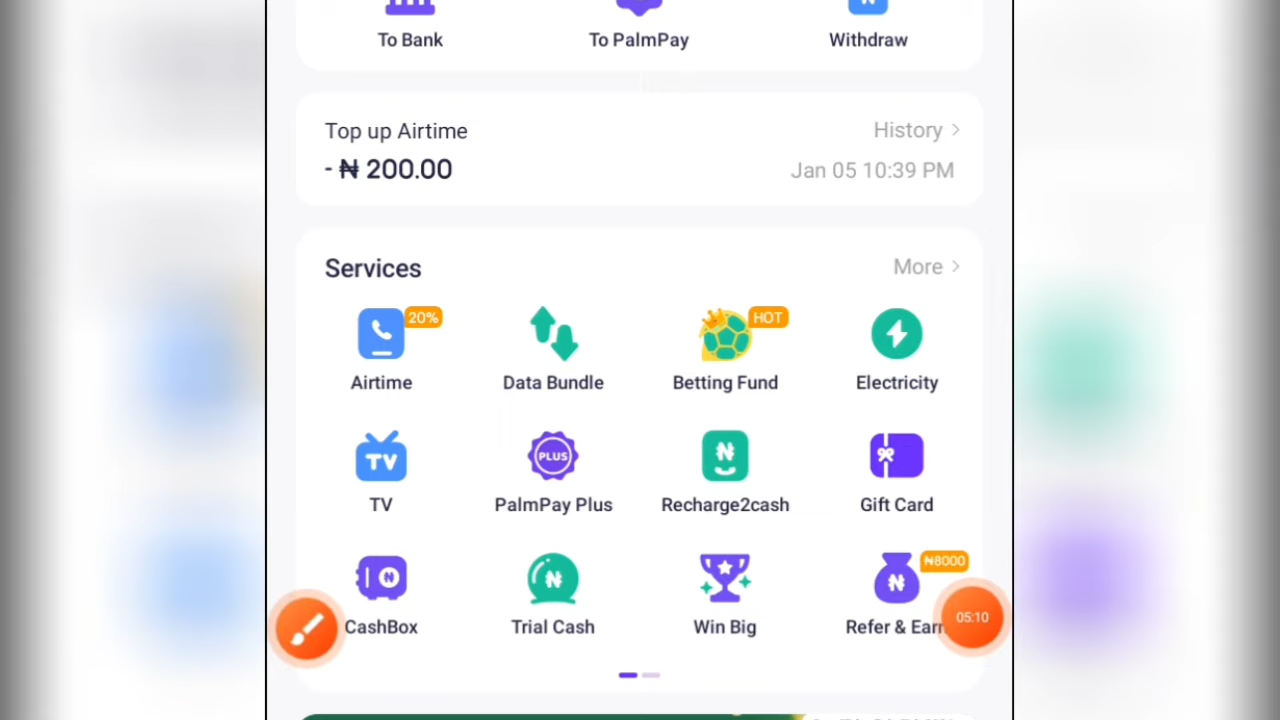 To Bank To PalmPay Withdraw
Top up Airtime History >
- ₦ 200.00 Jan 05 10:39 PM
Services More >
20% HOT
Airtime Data Bundle Betting Fund Electricity
TV PLUS ₦
TV PalmPay Plus Recharge2cash Gift Card
₦8000
N ₦ ₦
05:10
CashBox Trial Cash Win Big Refer & Earn